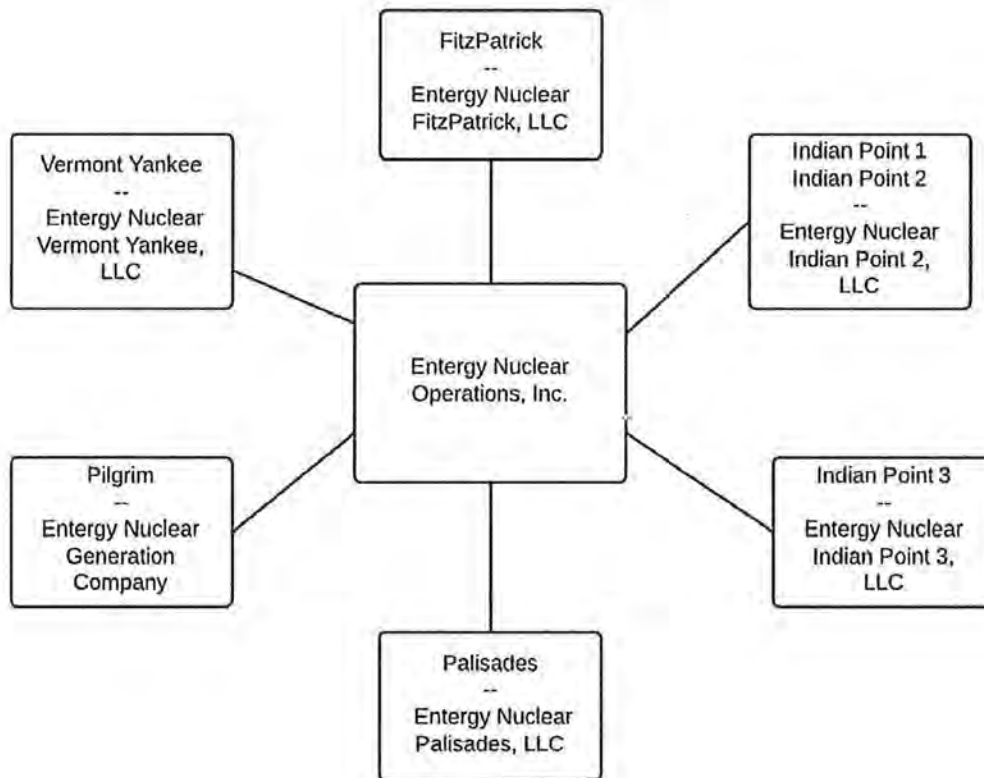 FitzPatrick
--
Entergy Nuclear
FitzPatrick, LLC
Vermont Yankee
--
Entergy Nuclear
Vermont Yankee,
LLC
Indian Point 1
Indian Point 2
--
Entergy Nuclear
Indian Point 2,
LLC
Entergy Nuclear
Operations, Inc.
Pilgrim
--
Entergy Nuclear
Generation
Company
Indian Point 3
--
Entergy Nuclear
Indian Point 3,
LLC
Palisades
--
Entergy Nuclear
Palisades, LLC